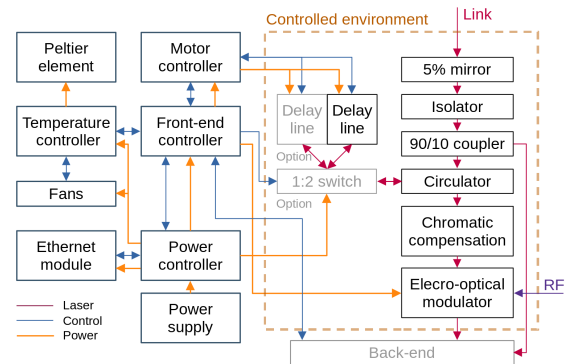 Controlled environment
Link
Peltier
element
Motor
controller
5% mirror
Delay
line
Delay
line
Isolator
Temperature
controller
Front-end
controller
90/10 coupler
Option
1:2 switch
Circulator
Fans
Option
Chromatic
compensation
Ethernet
module
Power
controller
Elecro-optical
modulator
RF
Laser
Control
Power
Power
supply
Back-end